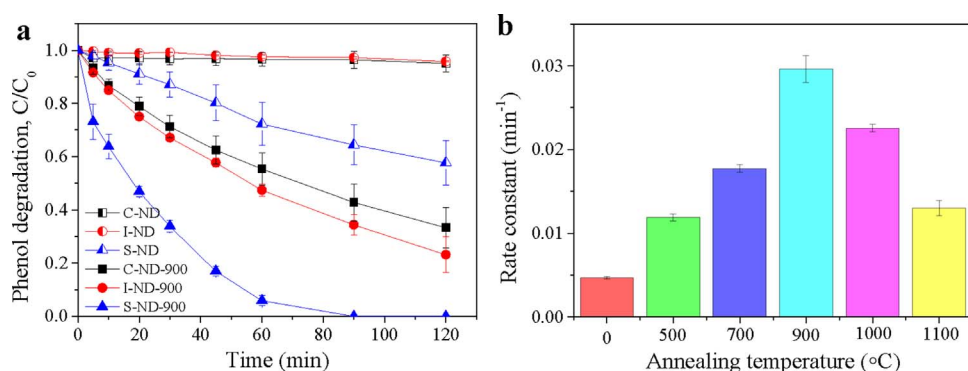 a
1.0
0.8
0.6
0.4
0.2
0.0
Phenol degradation, C/C0
C-ND
I-ND
S-ND
C-ND-900
I-ND-900
S-ND-900
0 20 40 60 80 100 120
Time (min)
b
0.03
0.02
0.01
0.00
Rate constant (min-1)
0 500 700 900 1000 1100
Annealing temperature (°C)